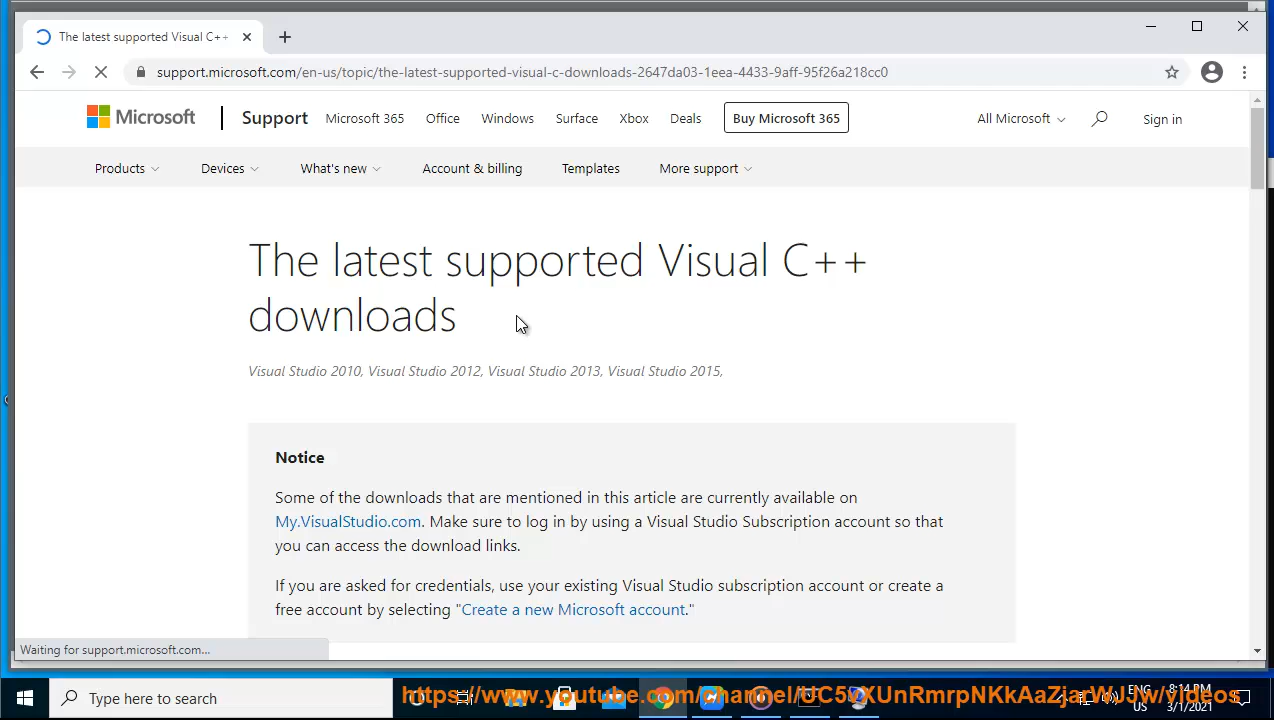 The latest supported Visual C++
support.microsoft.com/en-us/topic/the-latest-supported-visual-c-downloads-2647da03-1eea-4433-9aff-95f26a218cc0
Microsoft Support Microsoft 365 Office Windows Surface Xbox Deals Buy Microsoft 365 All Microsoft Sign in
Products Devices What's new Account & billing Templates More support
The latest supported Visual C++
downloads
Visual Studio 2010, Visual Studio 2012, Visual Studio 2013, Visual Studio 2015,
Notice
Some of the downloads that are mentioned in this article are currently available on
My.VisualStudio.com. Make sure to log in by using a Visual Studio Subscription account so that
you can access the download links.
If you are asked for credentials, use your existing Visual Studio subscription account or create a
free account by selecting "Create a new Microsoft account."
Waiting for support.microsoft.com...
Type here to search
ENG 8:14 PM
US 3/1/2021